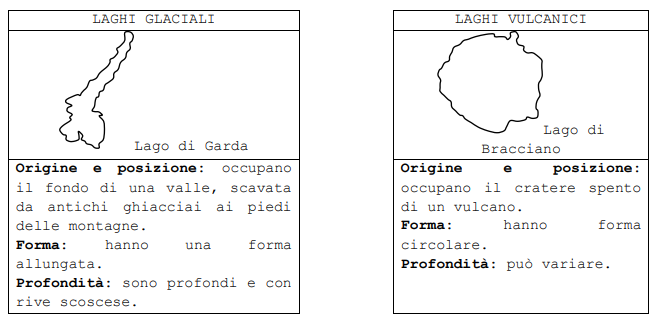 LAGHI GLACIALI
Lago di Garda
Origine e posizione: occupano
il fondo di una valle, scavata
da antichi ghiacciai ai piedi
delle montagne.
Forma: hanno una forma
allungata.
Profondità: sono profondi e con
rive scoscese.
LAGHI VULCANICI
Lago di
Bracciano
Origine e posizione:
occupano il cratere spento
di un vulcano.
Forma: hanno forma
circolare.
Profondità: può variare.